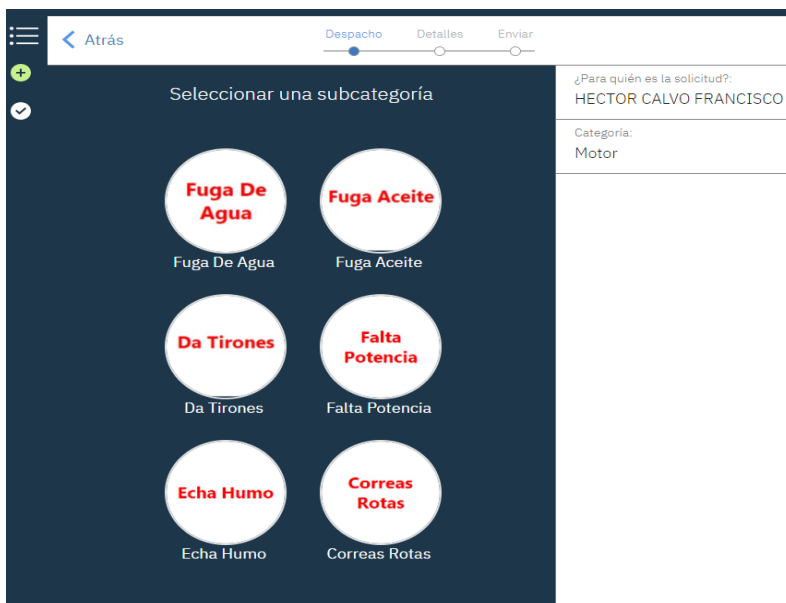 Atrás
Despacho Detalles Enviar
Seleccionar una subcategoría
¿Para quién es la solicitud?:
HECTOR CALVO FRANCISCO
Categoría:
Motor
Fuga De
Agua
Fuga De Agua
Fuga Aceite
Fuga Aceite
Da Tirones
Da Tirones
Falta
Potencia
Falta Potencia
Echa Humo
Echa Humo
Correas
Rotas
Correas Rotas